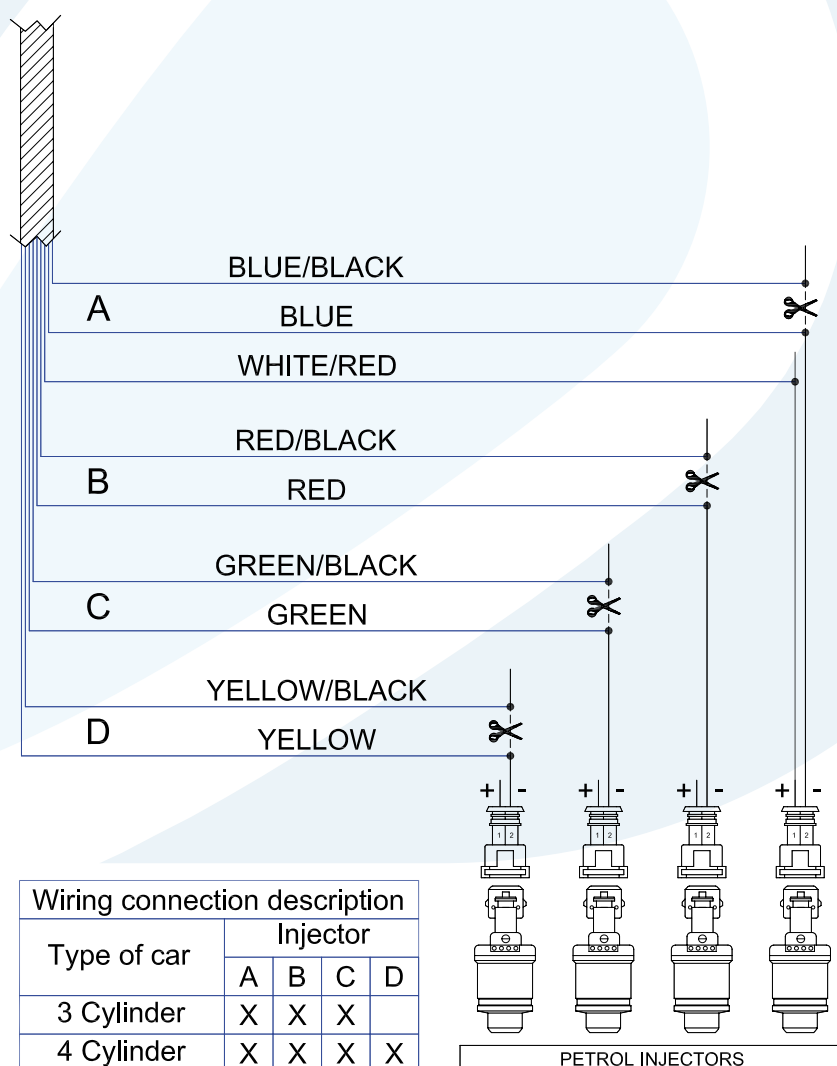 BLUE/BLACK
A
BLUE
WHITE/RED
RED/BLACK
B
RED
GREEN/BLACK
C
GREEN
YELLOW/BLACK
D
YELLOW
+ - + - + - + -
1 2 1 2 1 2 1 2
Wiring connection description
Type of car
Injector
A B C D
3 Cylinder X X X
4 Cylinder X X X X
PETROL INJECTORS